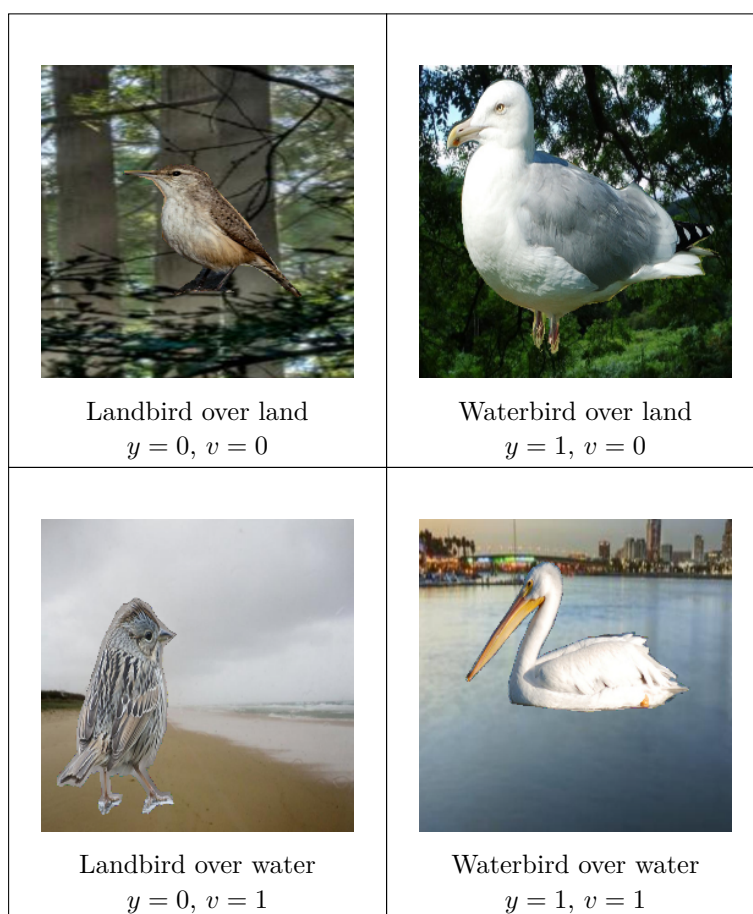 Landbird over land
y = 0, v = 0
Waterbird over land
y = 1, v = 0
Landbird over water
y = 0, v = 1
Waterbird over water
y = 1, v = 1